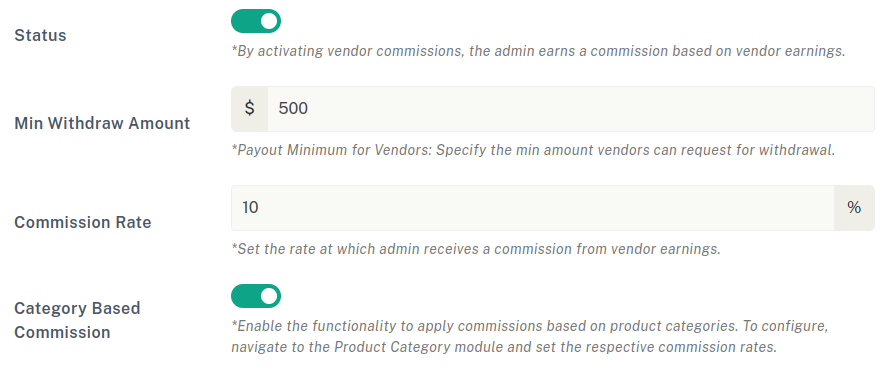 Status
*By activating vendor commissions, the admin earns a commission based on vendor earnings.
Min Withdraw Amount
$ 500
*Payout Minimum for Vendors: Specify the min amount vendors can request for withdrawal.
Commission Rate
10 %
*Set the rate at which admin receives a commission from vendor earnings.
Category Based
Commission
*Enable the functionality to apply commissions based on product categories. To configure,
navigate to the Product Category module and set the respective commission rates.